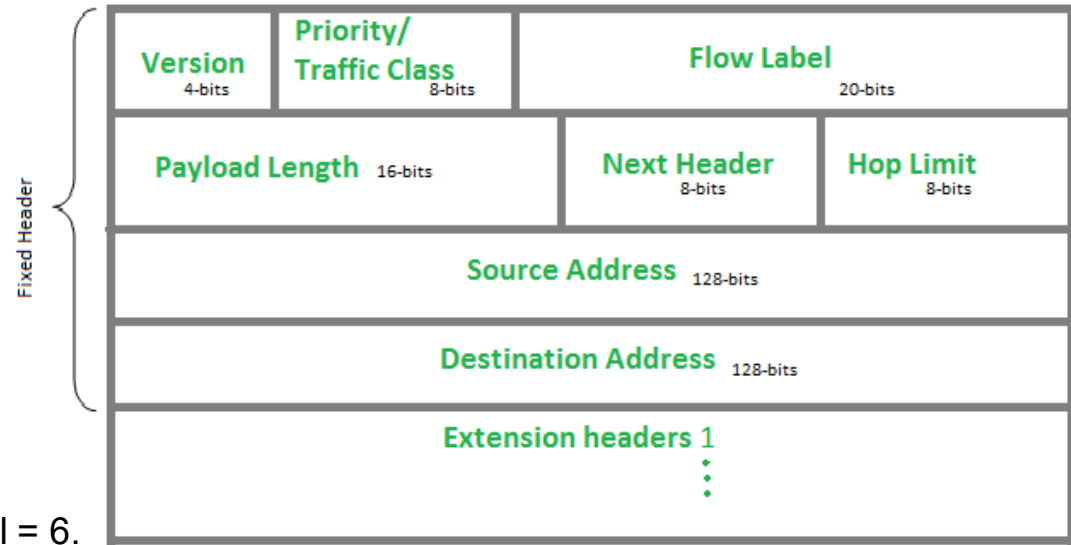 Version
4-bits
Priority/
Traffic Class
8-bits
Flow Label
20-bits
Payload Length 16-bits
Next Header
8-bits
Hop Limit
8-bits
Fixed Header
Source Address 128-bits
Destination Address 128-bits
Extension headers 1
l = 6.